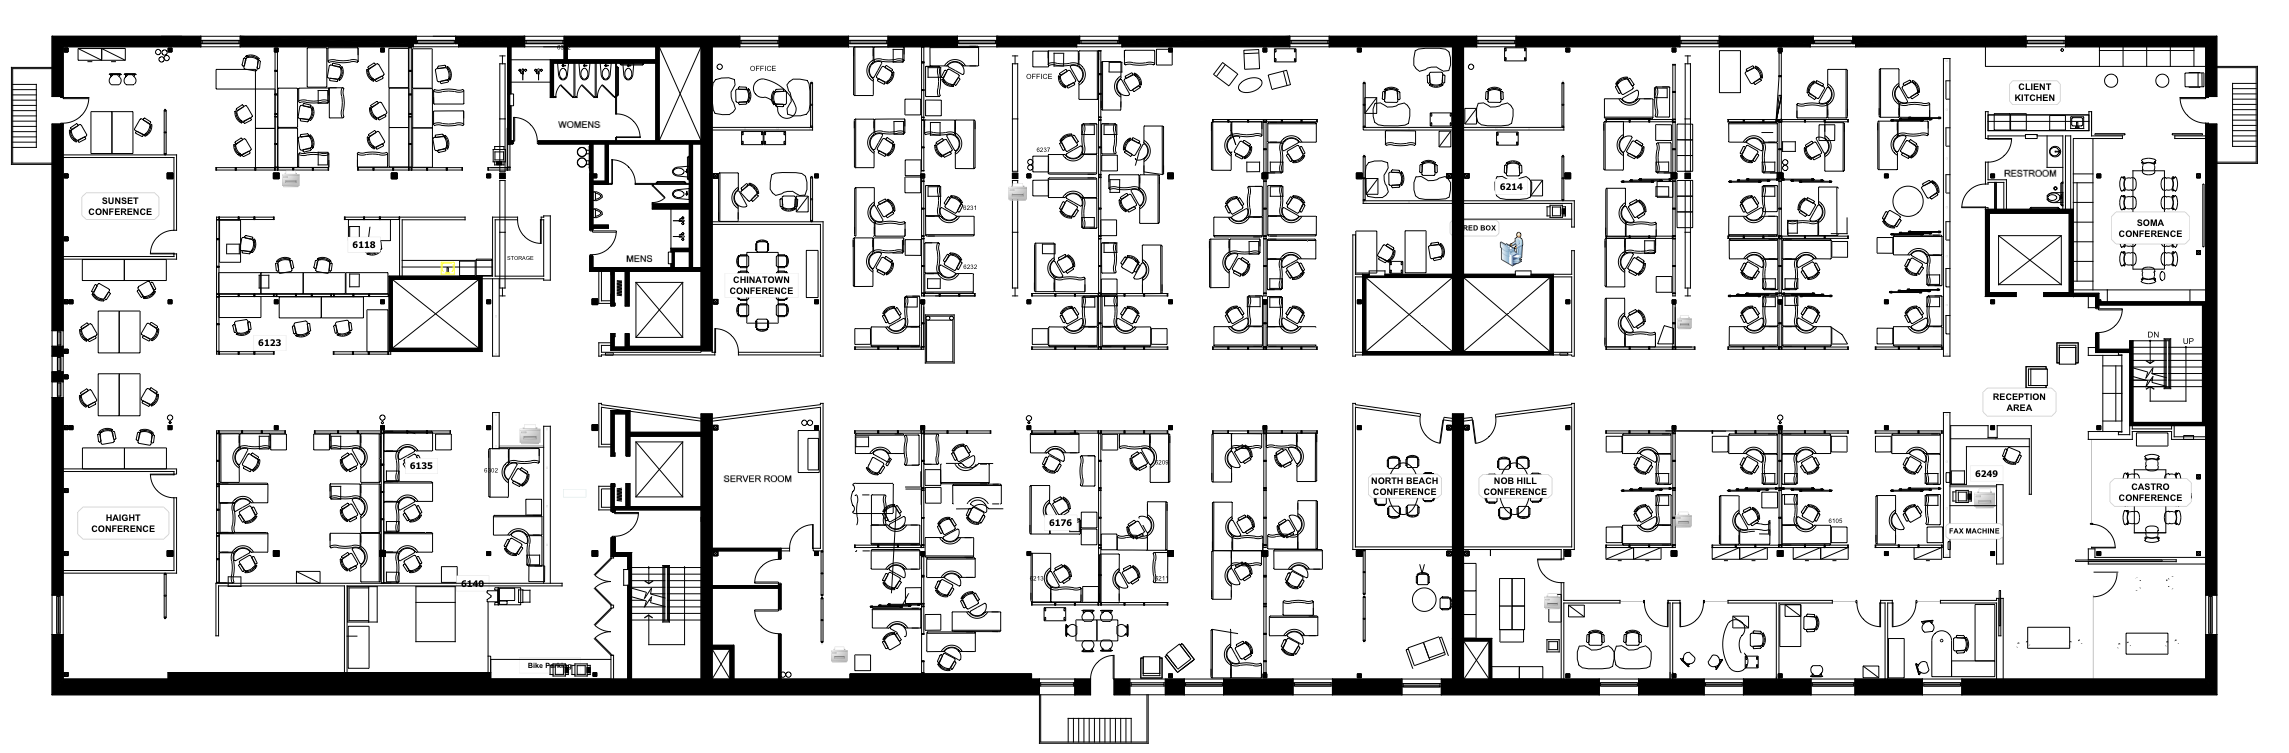 OFFICE
OFFICE
CLIENT
KITCHEN
WOMENS
6237
RESTROOM
6214
SUNSET
CONFERENCE
6231
SOMA
CONFERENCE
RED BOX
6118
STORAGE
MENS
6232
CHINATOWN
CONFERENCE
6123
DN
UP
RECEPTION
AREA
6135
6209
6302
6249
SERVER ROOM
NORTH BEACH
CONFERENCE
NOB HILL
CONFERENCE
CASTRO
CONFERENCE
HAIGHT
CONFERENCE
6176
6105
FAX MACHINE
6213
6211
6140
Bike Parking